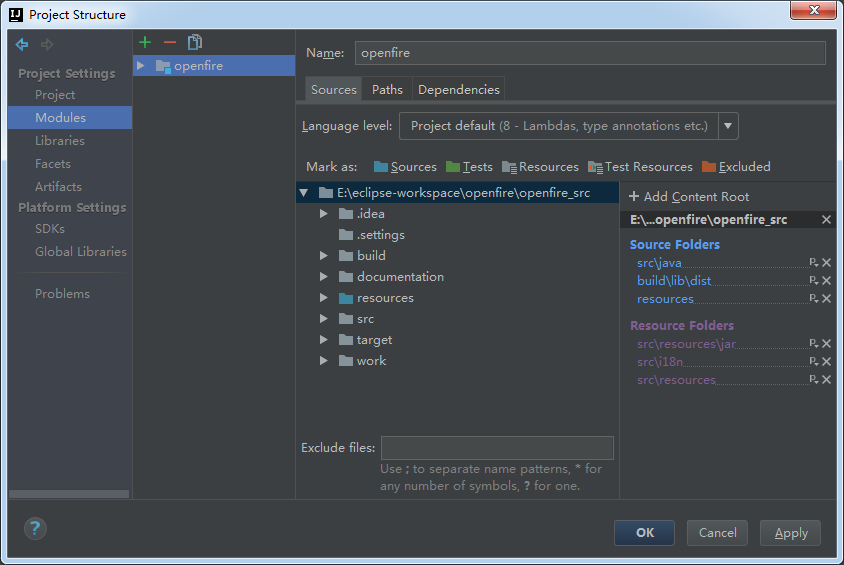 Project Structure
Project Settings
Project
Modules
Libraries
Facets
Artifacts
Platform Settings
SDKs
Global Libraries
Problems
openfire
Name: openfire
Sources Paths Dependencies
Language level: Project default (8 - Lambdas, type annotations etc.)
Mark as: Sources Tests Resources Test Resources Excluded
E:\eclipse-workspace\openfire\openfire_src
.idea
.settings
build
documentation
resources
src
target
work
Exclude files:
Use ; to separate name patterns, * for
any number of symbols, ? for one.
+ Add Content Root
E:\...openfire\openfire_src
Source Folders
src\java
build\lib\dist
resources
Resource Folders
src\resources\jar
src\i18n
src\resources
?
OK Cancel Apply